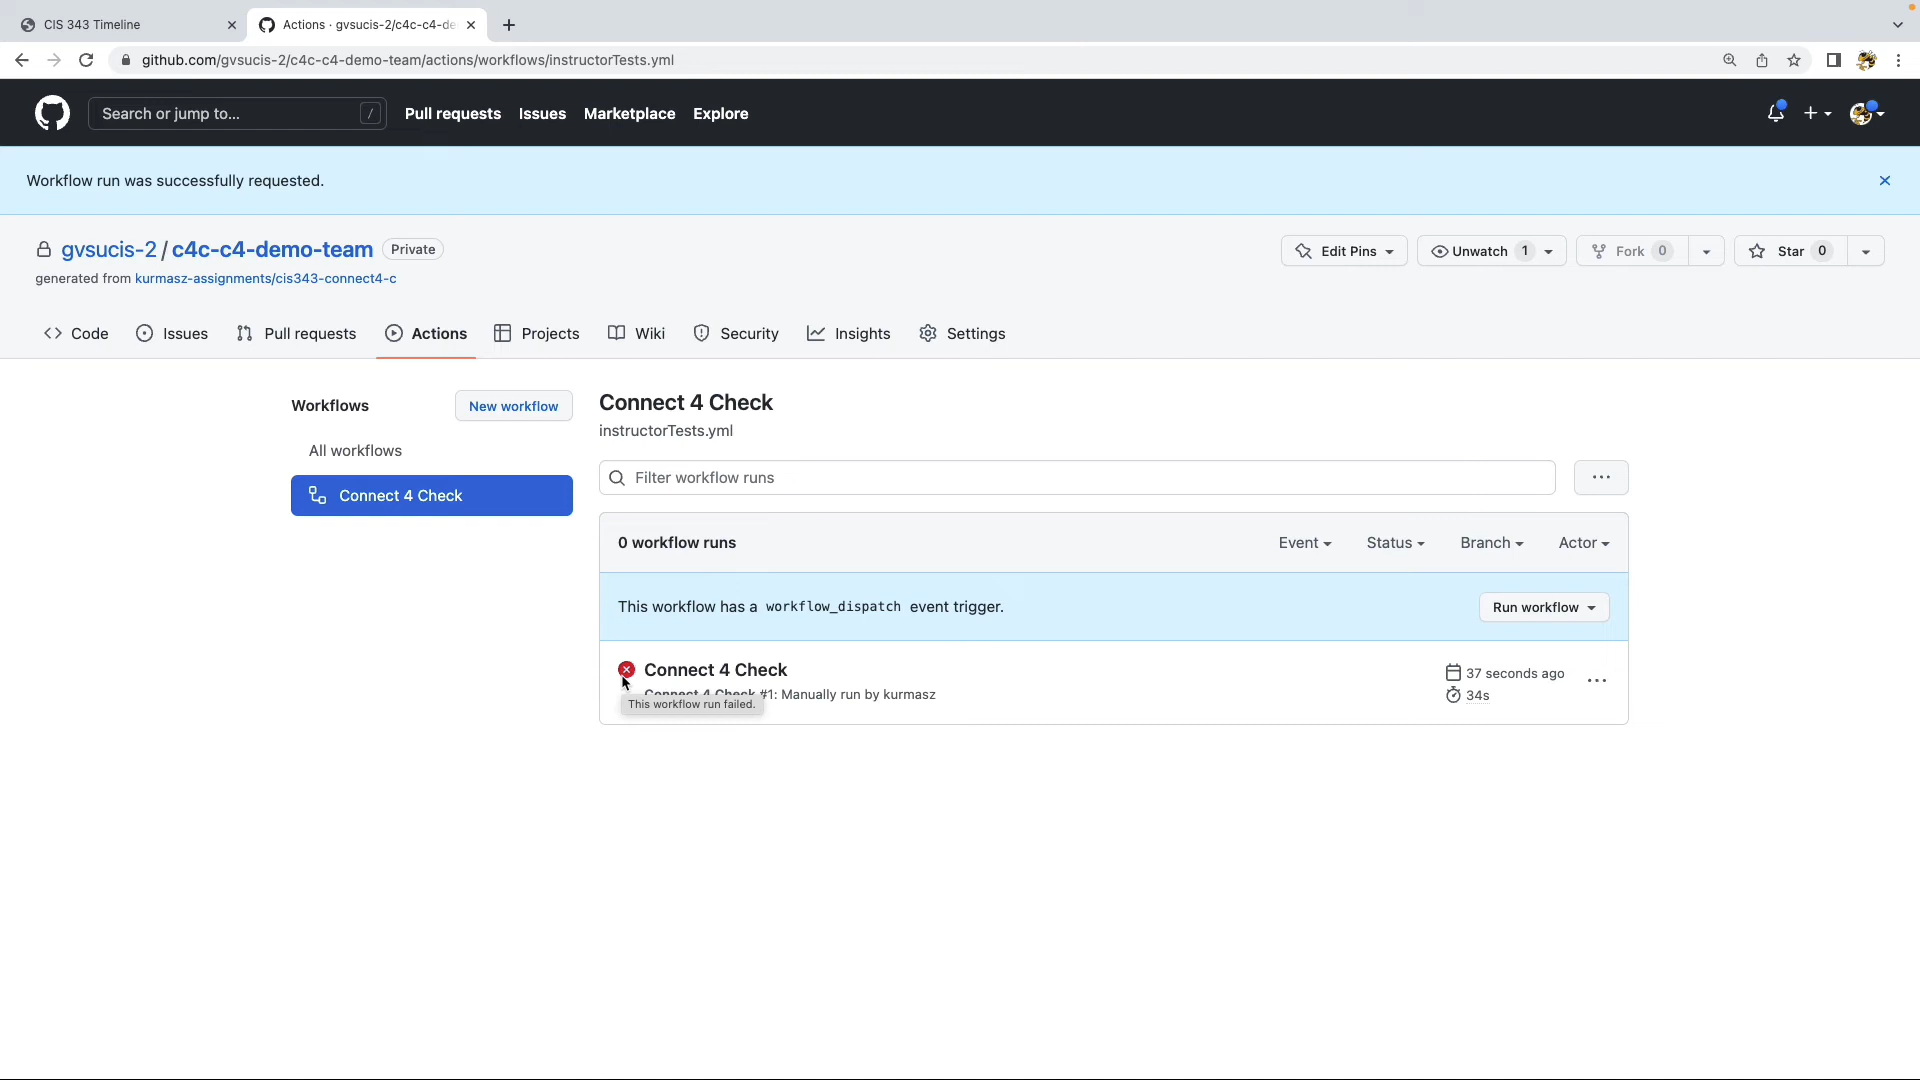 CIS 343 Timeline
Actions · gvsucis-2/c4c-c4-de
github.com/gvsucis-2/c4c-c4-demo-team/actions/workflows/instructorTests.yml
Search or jump to... / Pull requests Issues Marketplace Explore
Workflow run was successfully requested.
gvsucis-2 / c4c-c4-demo-team Private
Edit Pins Unwatch 1 Fork 0 Star 0
generated from kurmasz-assignments/cis343-connect4-c
Code Issues Pull requests Actions Projects Wiki Security Insights Settings
Workflows
New workflow
All workflows
Connect 4 Check
Connect 4 Check
instructorTests.yml
Filter workflow runs
0 workflow runs
Event Status Branch Actor
This workflow has a workflow_dispatch event trigger.
Run workflow
Connect 4 Check
Connect 4 Check #1: Manually run by kurmasz
37 seconds ago
34s
This workflow run failed.